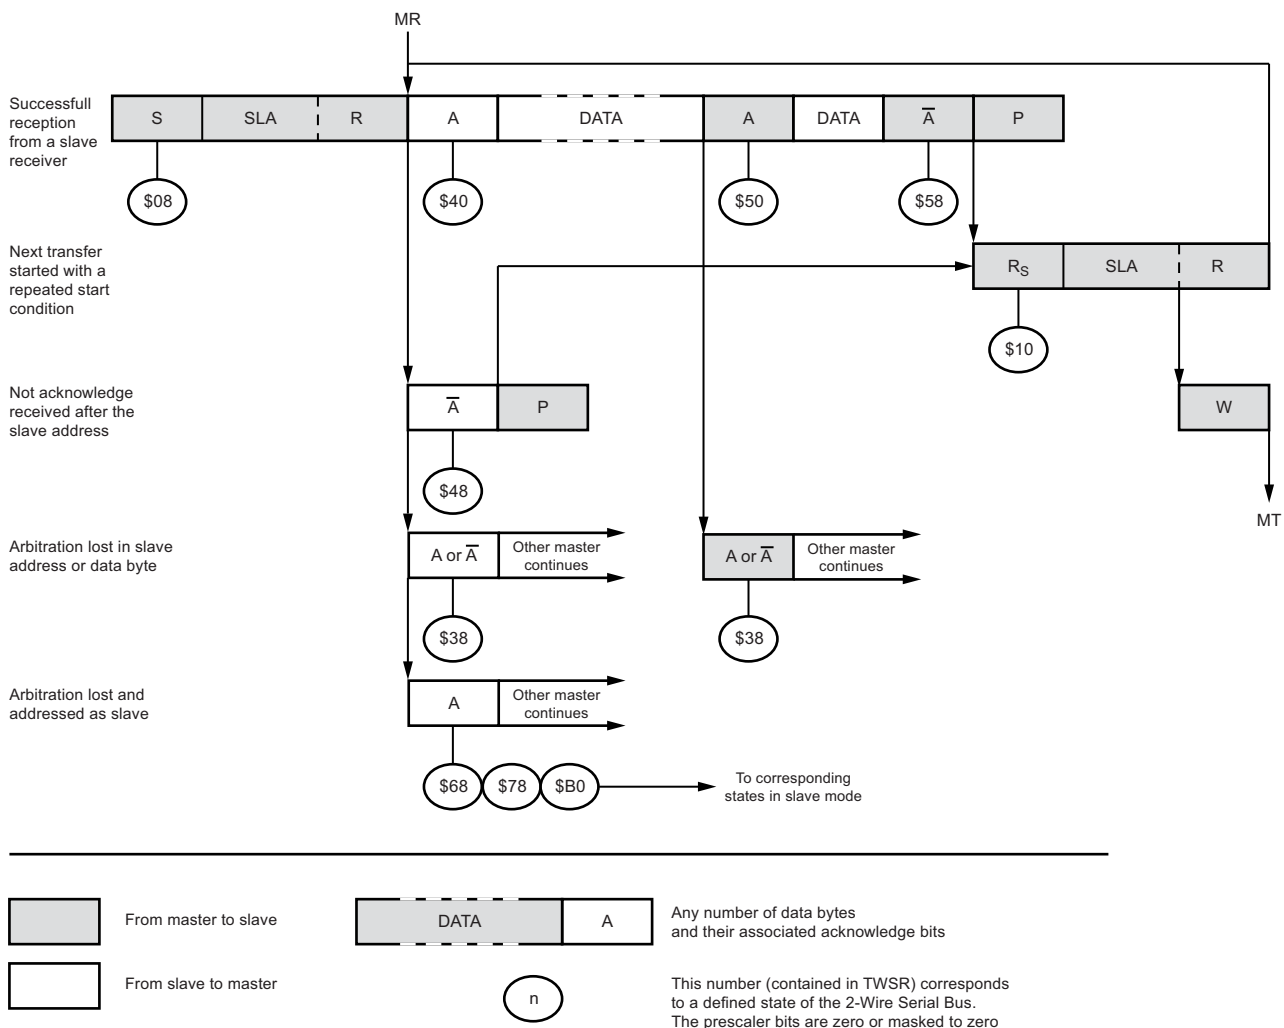 MR
Successfull
reception
from a slave
receiver
S SLA R A DATA A DATA A̅ P
$08 $40 $50 $58
Next transfer
started with a
repeated start
condition
RS SLA R
$10
Not acknowledge
received after the
slave address
A̅ P
W
$48
MT
Arbitration lost in slave
address or data byte
A or A̅
Other master
continues
A or A̅
Other master
continues
$38 $38
Arbitration lost and
addressed as slave
A
Other master
continues
$68 $78 $B0
To corresponding
states in slave mode
From master to slave
DATA A
Any number of data bytes
and their associated acknowledge bits
From slave to master
n
This number (contained in TWSR) corresponds
to a defined state of the 2-Wire Serial Bus.
The prescaler bits are zero or masked to zero